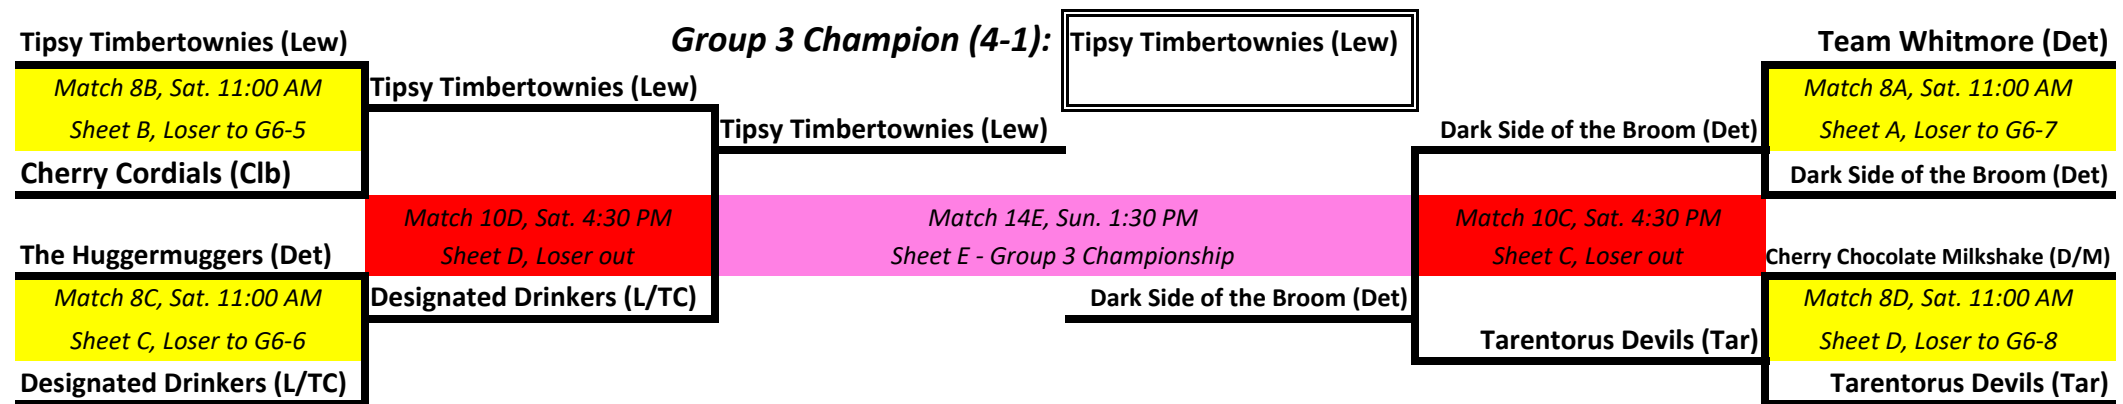 Tipsy Timbertownies (Lew)
Group 3 Champion (4-1):
Tipsy Timbertownies (Lew)
Team Whitmore (Det)
Match 8B, Sat. 11:00 AM
Tipsy Timbertownies (Lew)
Match 8A, Sat. 11:00 AM
Sheet B, Loser to G6-5
Tipsy Timbertownies (Lew)
Dark Side of the Broom (Det)
Sheet A, Loser to G6-7
Cherry Cordials (Clb)
Dark Side of the Broom (Det)
Match 10D, Sat. 4:30 PM
Match 14E, Sun. 1:30 PM
Match 10C, Sat. 4:30 PM
The Huggermuggers (Det)
Sheet D, Loser out
Sheet E - Group 3 Championship
Sheet C, Loser out
Cherry Chocolate Milkshake (D/M)
Match 8C, Sat. 11:00 AM
Designated Drinkers (L/TC)
Dark Side of the Broom (Det)
Match 8D, Sat. 11:00 AM
Sheet C, Loser to G6-6
Tarentorus Devils (Tar)
Sheet D, Loser to G6-8
Designated Drinkers (L/TC)
Tarentorus Devils (Tar)